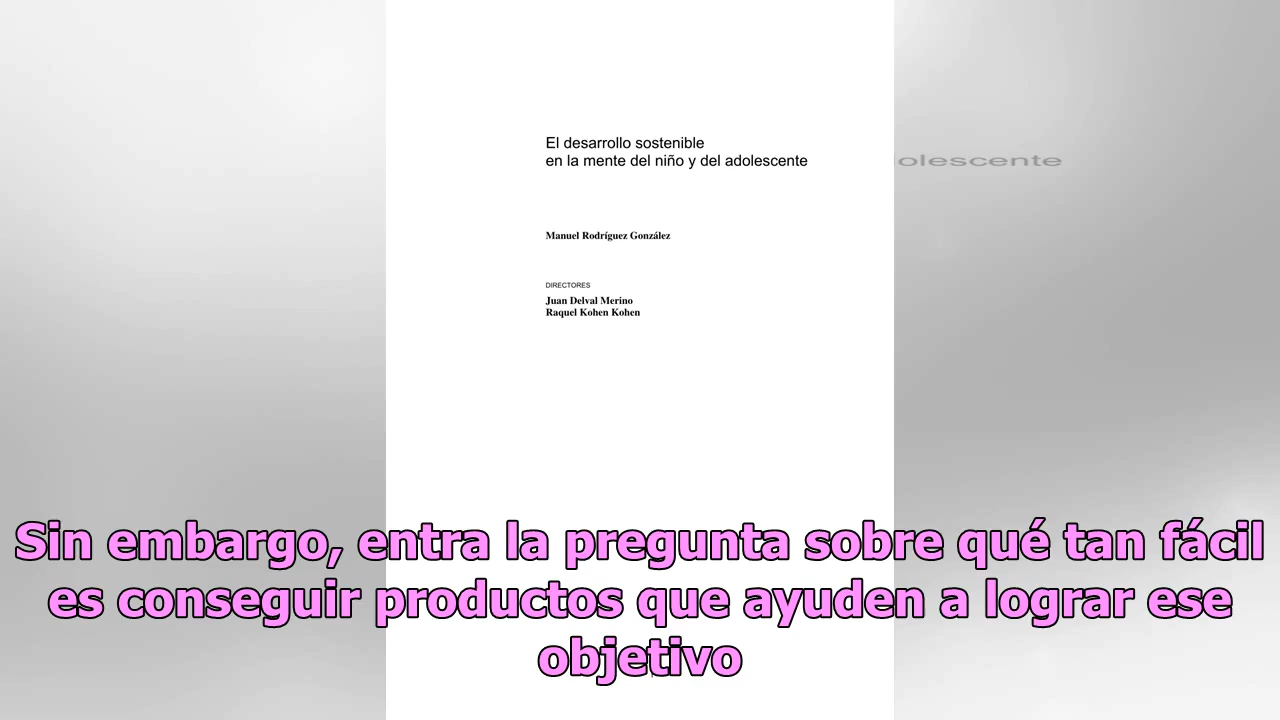 El desarrollo sostenible
en la mente del niño y del adolescente
olescente
Manuel Rodríguez González
DIRECTORES
Juan Delval Merino
Raquel Kohen Kohen
Sin embargo, entra la pregunta sobre qué tan fácil
es conseguir productos que ayuden a lograr ese
objetivo